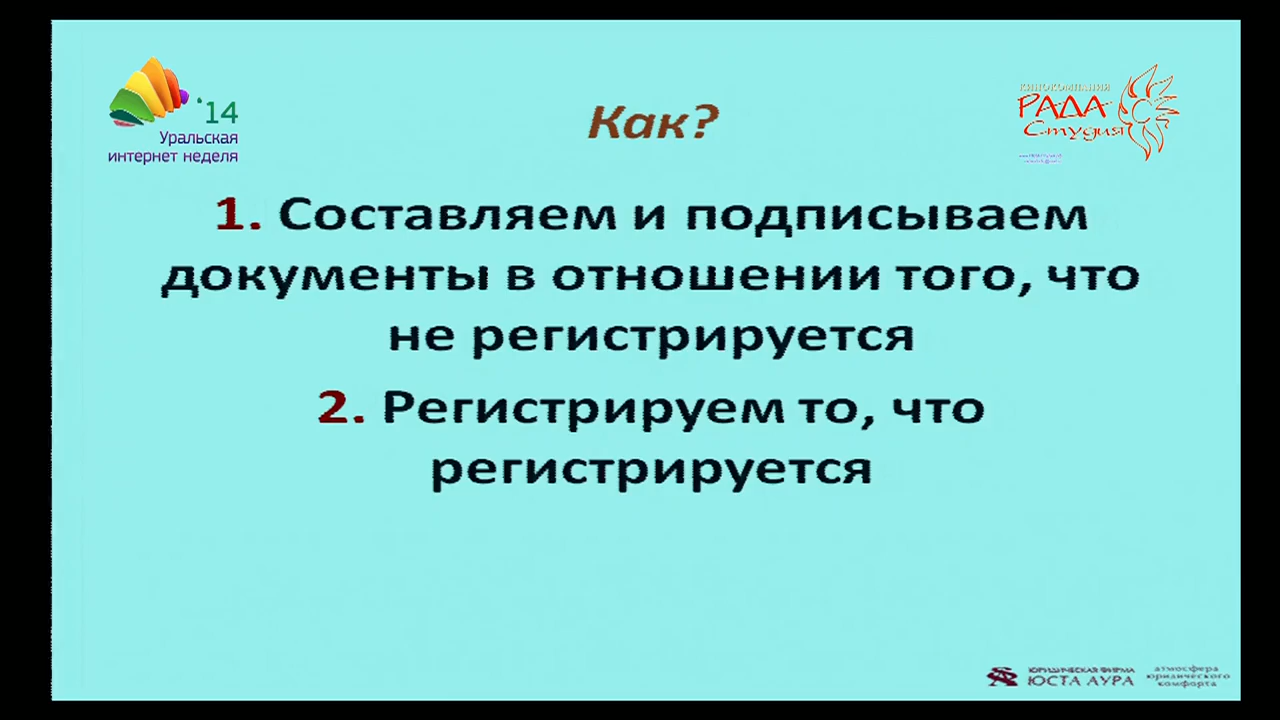 '14
Уральская
интернет неделя
Как?
КИНОКОМПАНИЯ
РАДА
Студия
1. Составляем и подписываем
документы в отношении того, что
не регистрируется
2. Регистрируем то, что
регистрируется
ЮРИДИЧЕСКАЯ ФИРМА
ЮСТА АУРА
атмосфера
юридического
комфорта